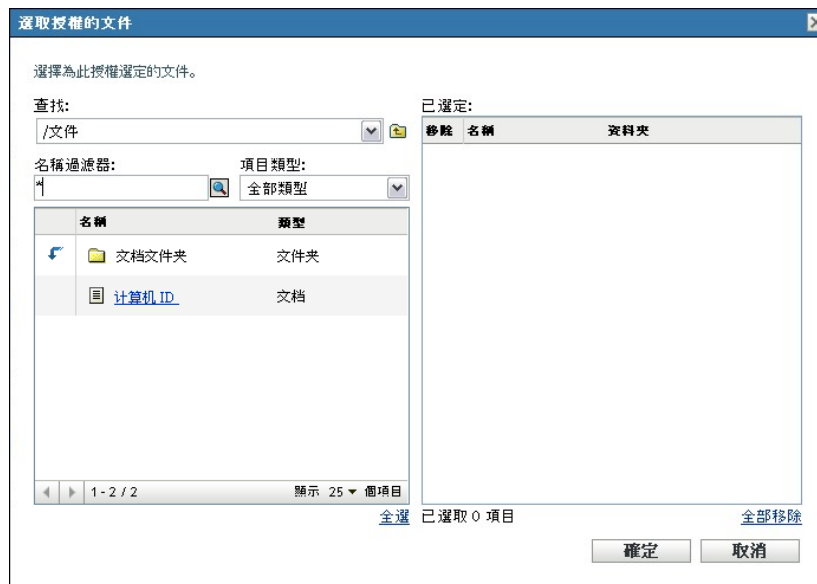 選取授權的文件
選擇為此授權選定的文件。
查找:
/文件
名稱過濾器:
項目類型:
*
全部類型
名稱
類型
文档文件夹
文件夹
计算机 ID
文档
1 - 2 / 2
顯示 25 個項目
全選
已選定:
移除 名稱 資料夾
已選取 0 項目
全部移除
確定
取消